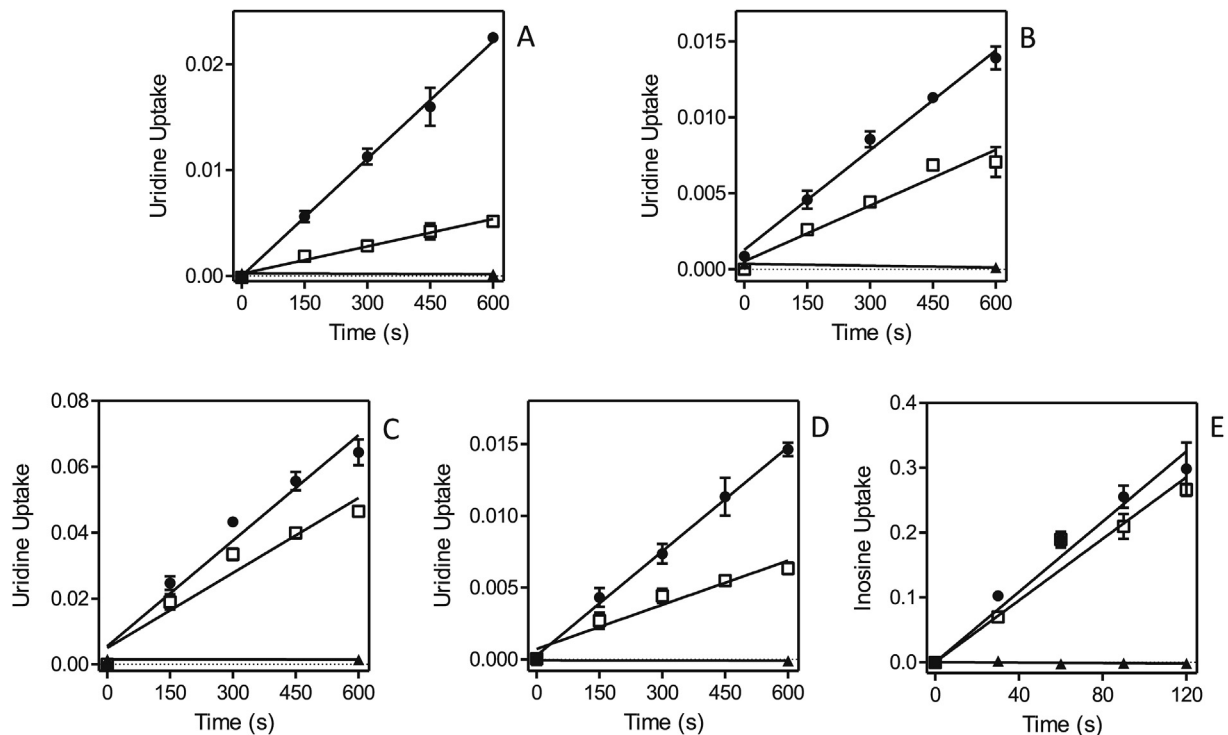 A
Uridine Uptake
0.02
0.01
0.00
0 150 300 450 600
Time (s)
B
Uridine Uptake
0.015
0.010
0.005
0.000
0 150 300 450 600
Time (s)
C
Uridine Uptake
0.08
0.06
0.04
0.02
0.00
0 150 300 450 600
Time (s)
D
Uridine Uptake
0.015
0.010
0.005
0.000
0 150 300 450 600
Time (s)
E
Inosine Uptake
0.4
0.3
0.2
0.1
0.0
0 40 80 90 120
Time (s)